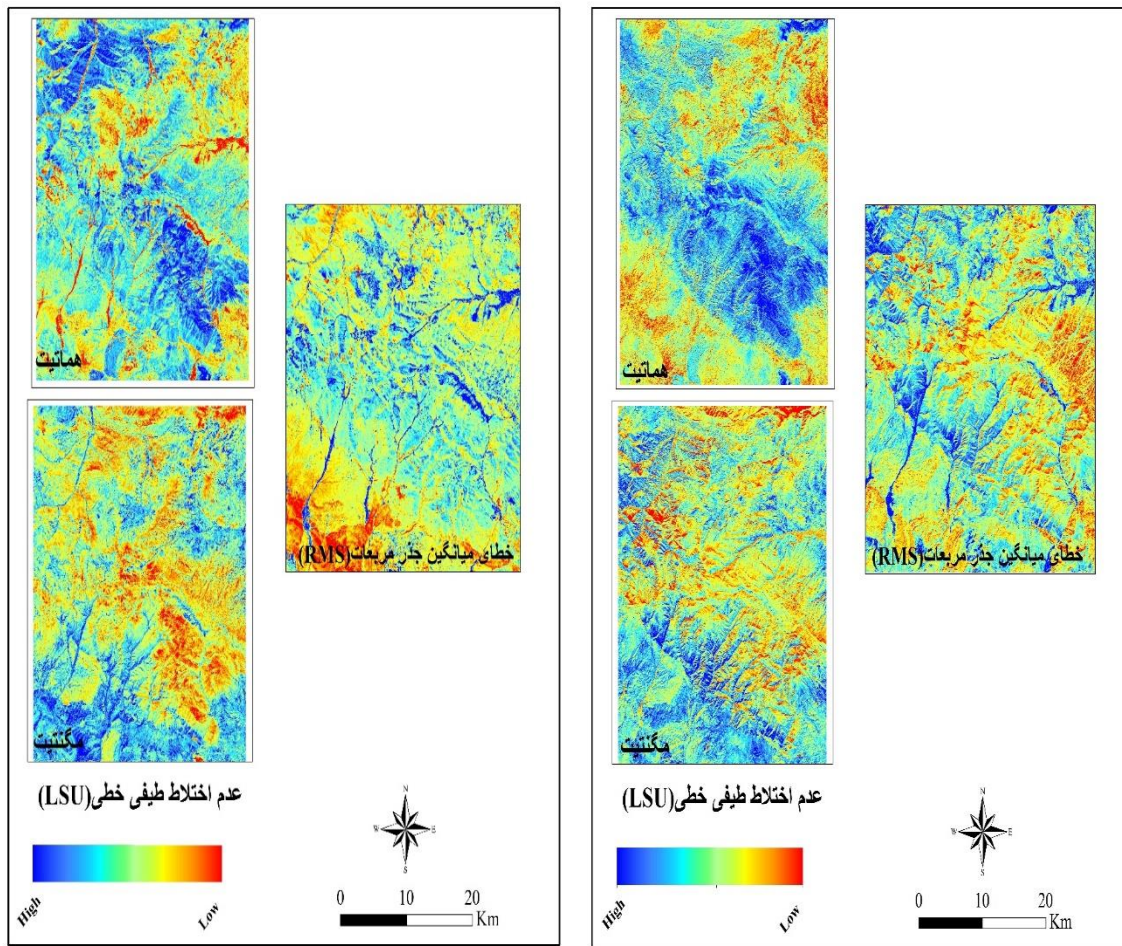 هماتیت
خطای میانگین جذر مربعات(RMS)
مگنتیت
عدم اختلاط طیفی خطی(LSU)
High
Low
N
W
E
S
0 10 20
Km
هماتیت
خطای میانگین جذر مربعات(RMS)
مگنتیت
عدم اختلاط طیفی خطی(LSU)
High
Low
N
W
E
S
0 10 20
Km